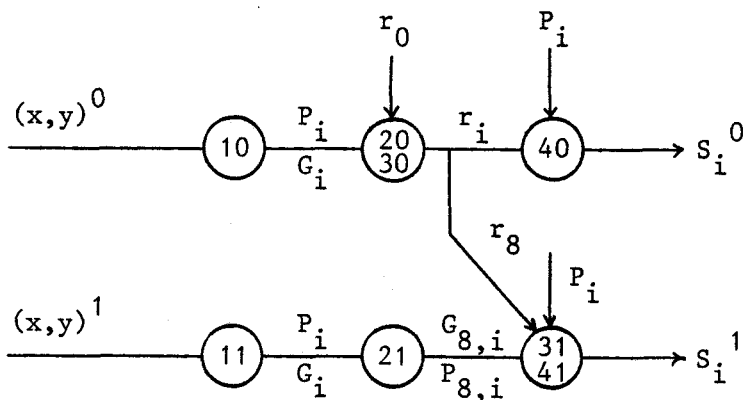 r₀ Pᵢ
(x,y)⁰ Pᵢ rᵢ
10 20 40 Sᵢ⁰
Gᵢ 30
r₈
Pᵢ
(x,y)¹ Pᵢ G₈,ᵢ
11 21 31 Sᵢ¹
Gᵢ P₈,ᵢ 41